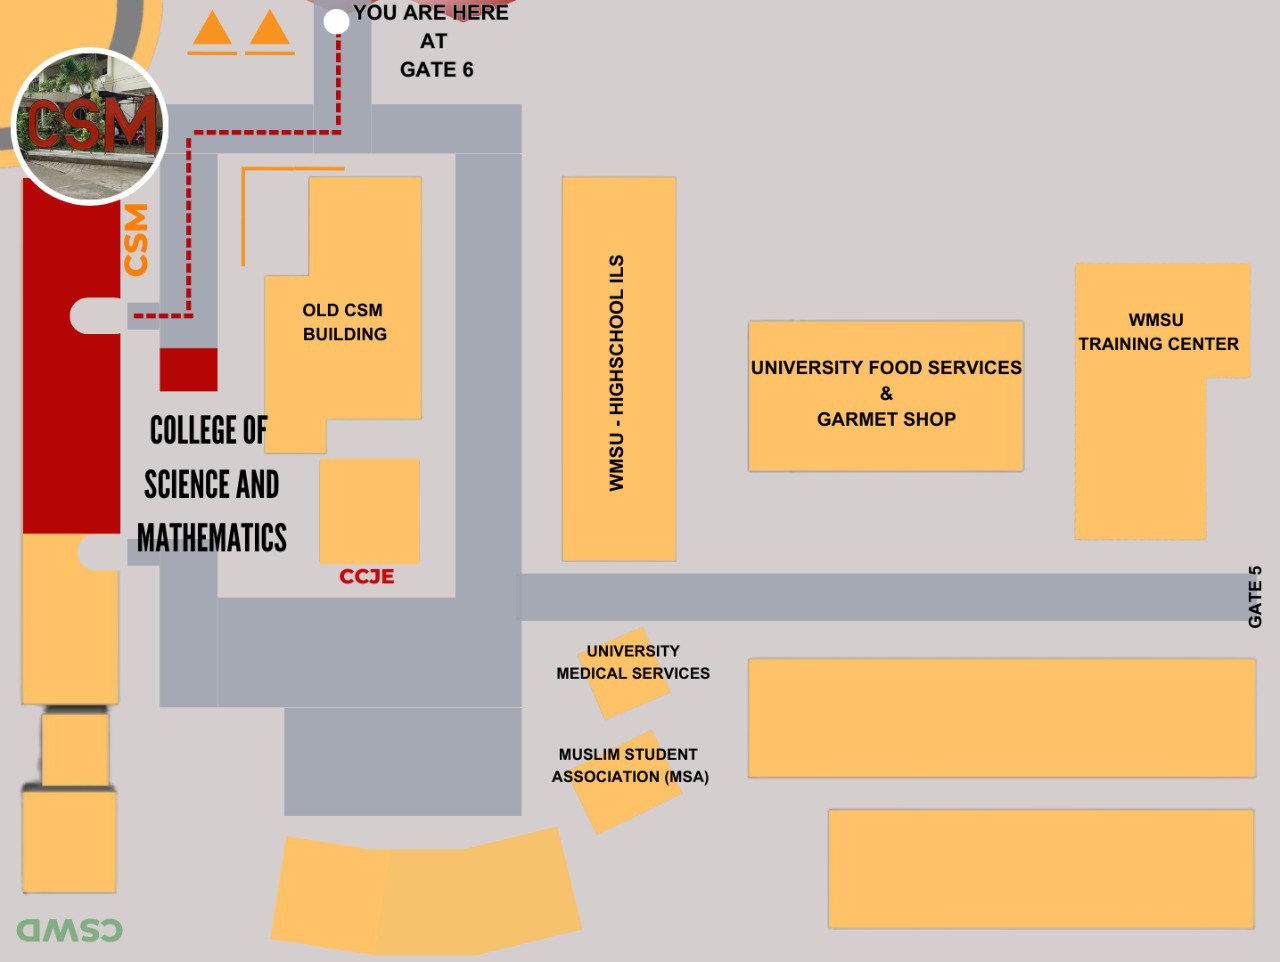 YOU ARE HERE
AT
GATE 6
CSM
CSM
OLD CSM
BUILDING
WMSU - HIGHSCHOOL ILS
WMSU
TRAINING CENTER
UNIVERSITY FOOD SERVICES
&
GARMET SHOP
COLLEGE OF
SCIENCE AND
MATHEMATICS
CCJE
GATE 5
UNIVERSITY
MEDICAL SERVICES
MUSLIM STUDENT
ASSOCIATION (MSA)
CSWD